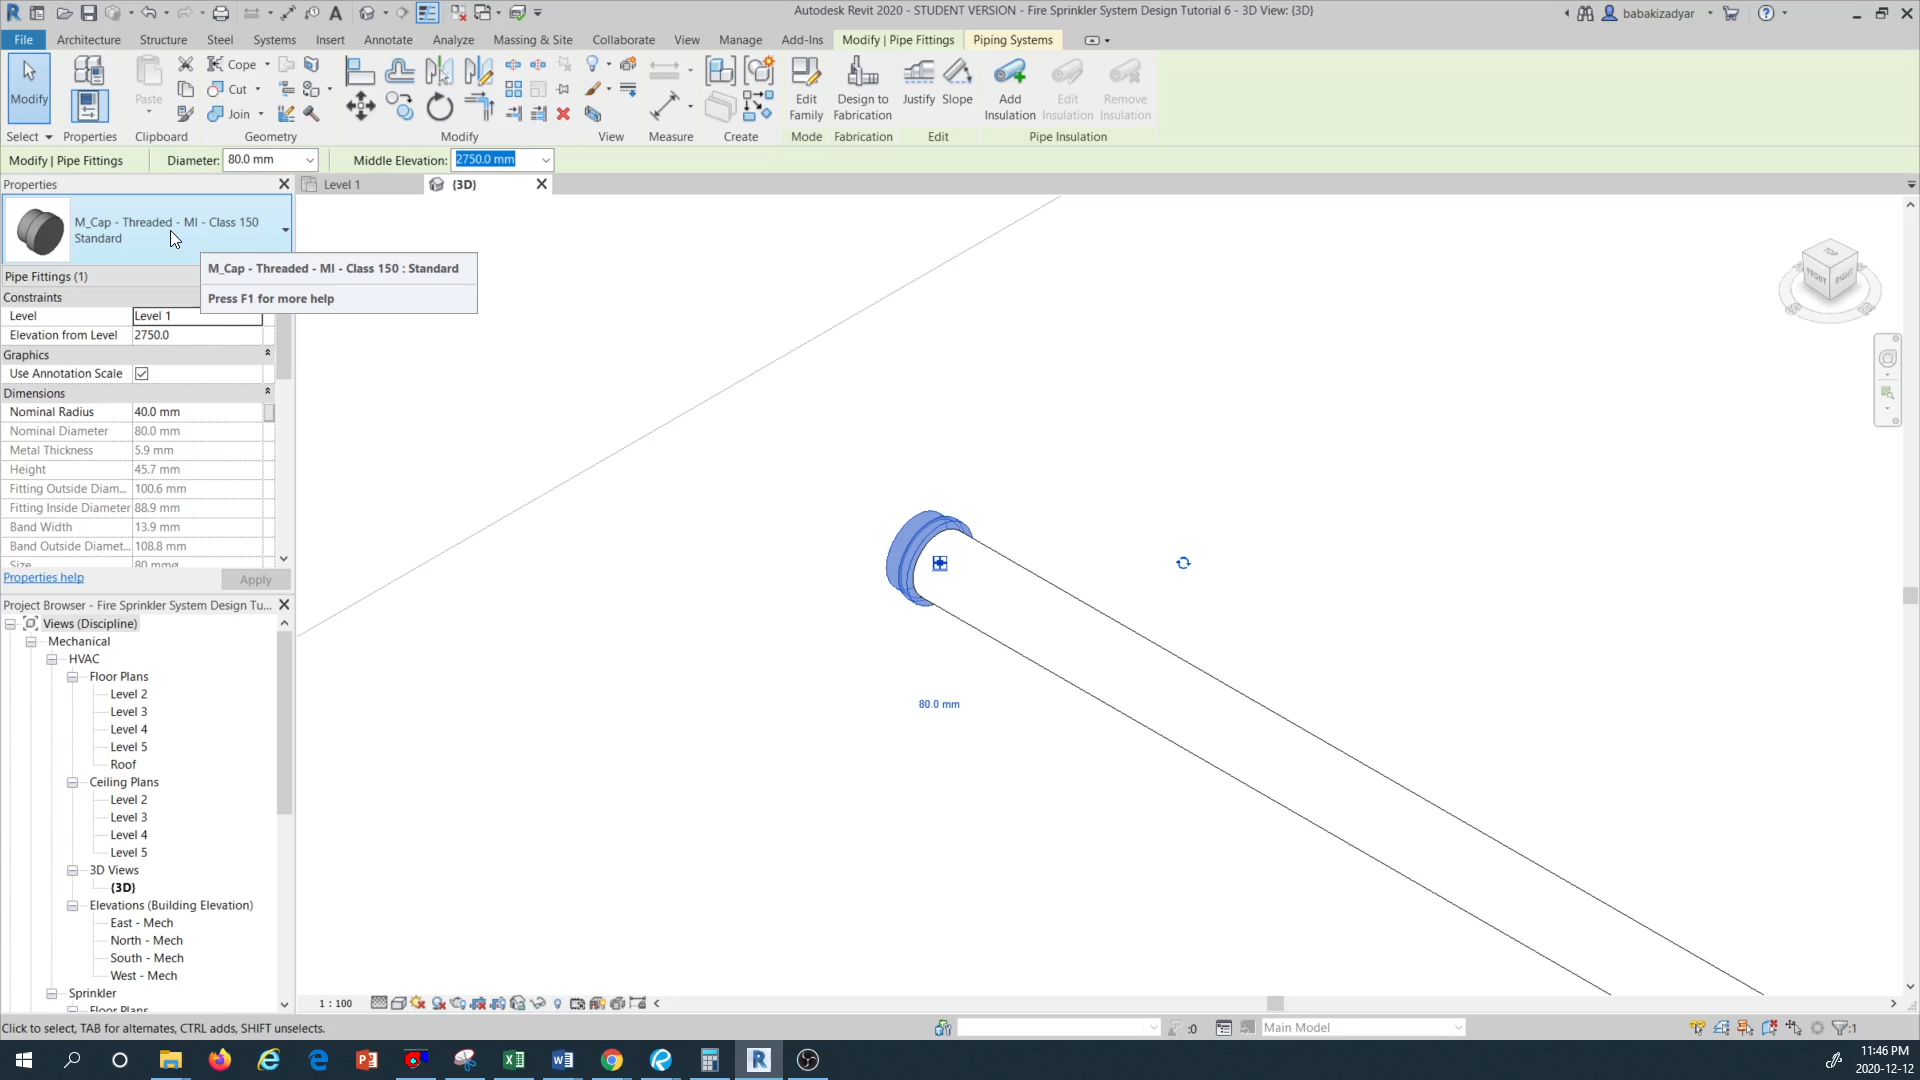 Autodesk Revit 2020 - STUDENT VERSION - Fire Sprinkler System Design Tutorial 6 - 3D View: {3D}
babakizadyar
File
Architecture
Structure
Steel
Systems
Insert
Annotate
Analyze
Massing & Site
Collaborate
View
Manage
Add-Ins
Modify | Pipe Fittings
Piping Systems
Modify
Paste
Cope
Cut
Join
Edit Family
Design to Fabrication
Justify
Slope
Add Insulation
Edit Insulation
Remove Insulation
Select
Properties
Clipboard
Geometry
Modify
View
Measure
Create
Mode
Fabrication
Edit
Pipe Insulation
Modify | Pipe Fittings
Diameter: 80.0 mm
Middle Elevation: 2750.0 mm
Properties
Level 1
{3D}
M_Cap - Threaded - MI - Class 150
Standard
M_Cap - Threaded - MI - Class 150 : Standard
Press F1 for more help
Pipe Fittings (1)
Constraints
Level Level 1
Elevation from Level 2750.0
Graphics
Use Annotation Scale
Dimensions
Nominal Radius 40.0 mm
Nominal Diameter 80.0 mm
Metal Thickness 5.9 mm
Height 45.7 mm
Fitting Outside Diam... 100.6 mm
Fitting Inside Diameter 88.9 mm
Band Width 13.9 mm
Band Outside Diamet... 108.8 mm
Size 80 mmø
Properties help
Apply
Project Browser - Fire Sprinkler System Design Tu...
Views (Discipline)
Mechanical
HVAC
Floor Plans
Level 2
Level 3
Level 4
Level 5
Roof
Ceiling Plans
Level 2
Level 3
Level 4
Level 5
3D Views
{3D}
Elevations (Building Elevation)
East - Mech
North - Mech
South - Mech
West - Mech
Sprinkler
Floor Plans
TOP
FRONT
RIGHT
80.0 mm
1 : 100
Click to select, TAB for alternates, CTRL adds, SHIFT unselects.
:0
Main Model
:1
11:46 PM
2020-12-12